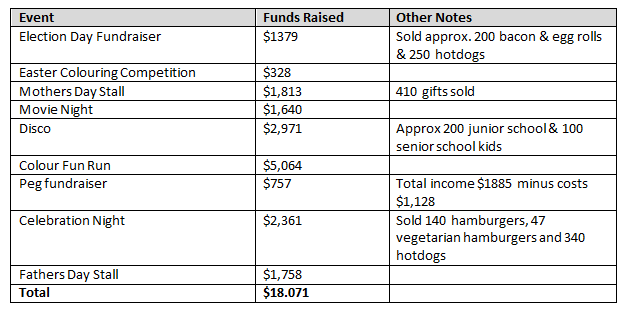 Event Funds Raised Other Notes
Election Day Fundraiser $1379 Sold approx. 200 bacon & egg rolls
& 250 hotdogs
Easter Colouring Competition $328
Mothers Day Stall $1,813 410 gifts sold
Movie Night $1,640
Disco $2,971 Approx 200 junior school & 100
senior school kids
Colour Fun Run $5,064
Peg fundraiser $757 Total income $1885 minus costs
$1,128
Celebration Night $2,361 Sold 140 hamburgers, 47
vegetarian hamburgers and 340
hotdogs
Fathers Day Stall $1,758
Total $18.071